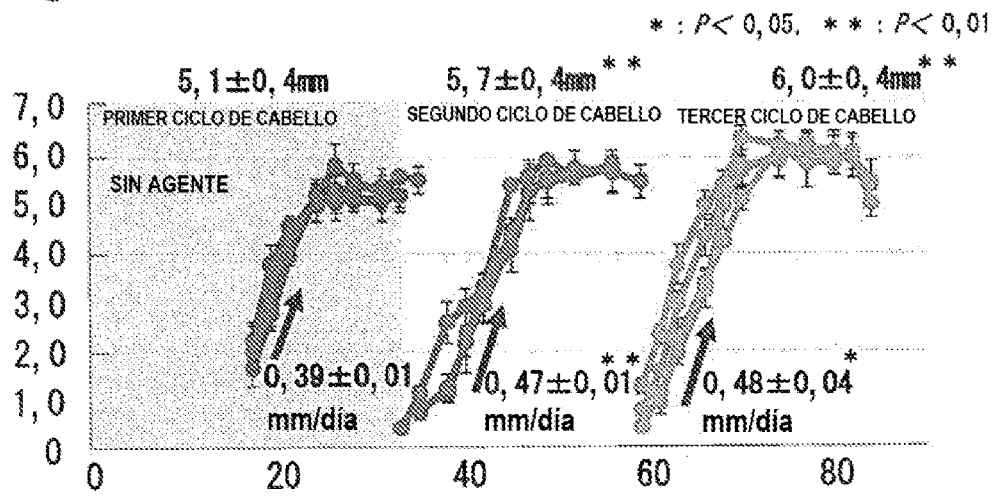 * : P< 0,05. ** : P< 0,01
5,1±0,4mm 5,7±0,4mm** 6,0±0,4mm**
PRIMER CICLO DE CABELLO SEGUNDO CICLO DE CABELLO TERCER CICLO DE CABELLO
SIN AGENTE
7,0
6,0
5,0
4,0
3,0
2,0
1,0
0
0,39±0,01 0,47±0,01** 0,48±0,04*
mm/día mm/día mm/día
0 20 40 60 80